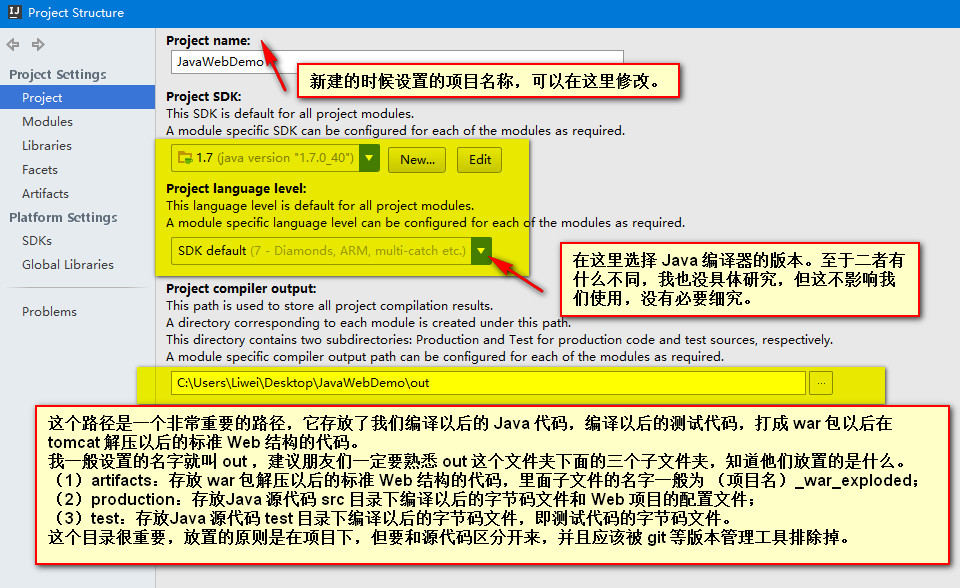 Project Structure
Project Settings
Project
Modules
Libraries
Facets
Artifacts
Platform Settings
SDKs
Global Libraries
Problems
Project name:
JavaWebDemo
新建的时候设置的项目名称，可以在这里修改。
Project SDK:
This SDK is default for all project modules.
A module specific SDK can be configured for each of the modules as required.
1.7 (java version "1.7.0_40")
New...
Edit
Project language level:
This language level is default for all project modules.
A module specific language level can be configured for each of the modules as required.
SDK default (7 - Diamonds, ARM, multi-catch etc.)
在这里选择 Java 编译器的版本。至于二者有
什么不同，我也没具体研究，但这不影响我
们使用，没有必要细究。
Project compiler output:
This path is used to store all project compilation results.
A directory corresponding to each module is created under this path.
This directory contains two subdirectories: Production and Test for production code and test sources, respectively.
A module specific compiler output path can be configured for each of the modules as required.
C:\Users\Liwei\Desktop\JavaWebDemo\out
...
这个路径是一个非常重要的路径，它存放了我们编译以后的 Java 代码，编译以后的测试代码，打成 war 包以后在
tomcat 解压以后的标准 Web 结构的代码。
我一般设置的名字就叫 out ，建议朋友们一定要熟悉 out 这个文件夹下面的三个子文件夹，知道他们放置的是什么。
（1）artifacts：存放 war 包解压以后的标准 Web 结构的代码，里面子文件的名字一般为 （项目名）_war_exploded；
（2）production：存放Java 源代码 src 目录下编译以后的字节码文件和 Web 项目的配置文件；
（3）test：存放Java 源代码 test 目录下编译以后的字节码文件，即测试代码的字节码文件。
这个目录很重要，放置的原则是在项目下，但要和源代码区分开来，并且应该被 git 等版本管理工具排除掉。